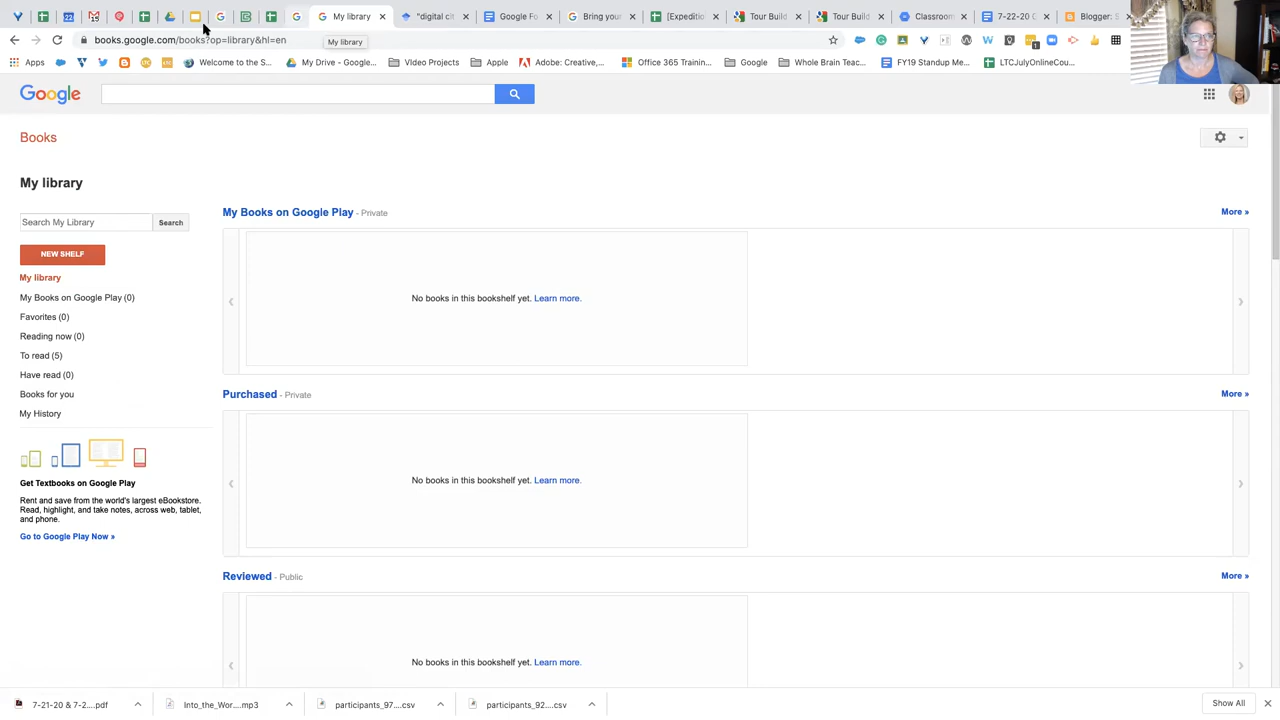 My library
"digital cit
Google Fo
Bring your
[Expeditio
Tour Build
Tour Build
Classroom
7-22-20 C
Blogger: S
books.google.com/books?op=library&hl=en
My library
Apps
Welcome to the S...
My Drive - Google...
Video Projects
Apple
Adobe: Creative,...
Office 365 Training...
Google
Whole Brain Teac...
FY19 Standup Me...
LTCJulyOnlineCou...
Google
Books
My library
My Books on Google Play - Private
More »
Search My Library
Search
NEW SHELF
My library
My Books on Google Play (0)
No books in this bookshelf yet. Learn more.
Favorites (0)
Reading now (0)
To read (5)
Have read (0)
Books for you
Purchased - Private
More »
My History
Get Textbooks on Google Play
No books in this bookshelf yet. Learn more.
Rent and save from the world's largest eBookstore.
Read, highlight, and take notes, across web, tablet,
and phone.
Go to Google Play Now »
Reviewed - Public
More »
No books in this bookshelf yet. Learn more.
7-21-20 & 7-2....pdf
Into_the_Wor....mp3
participants_97....csv
participants_92....csv
Show All